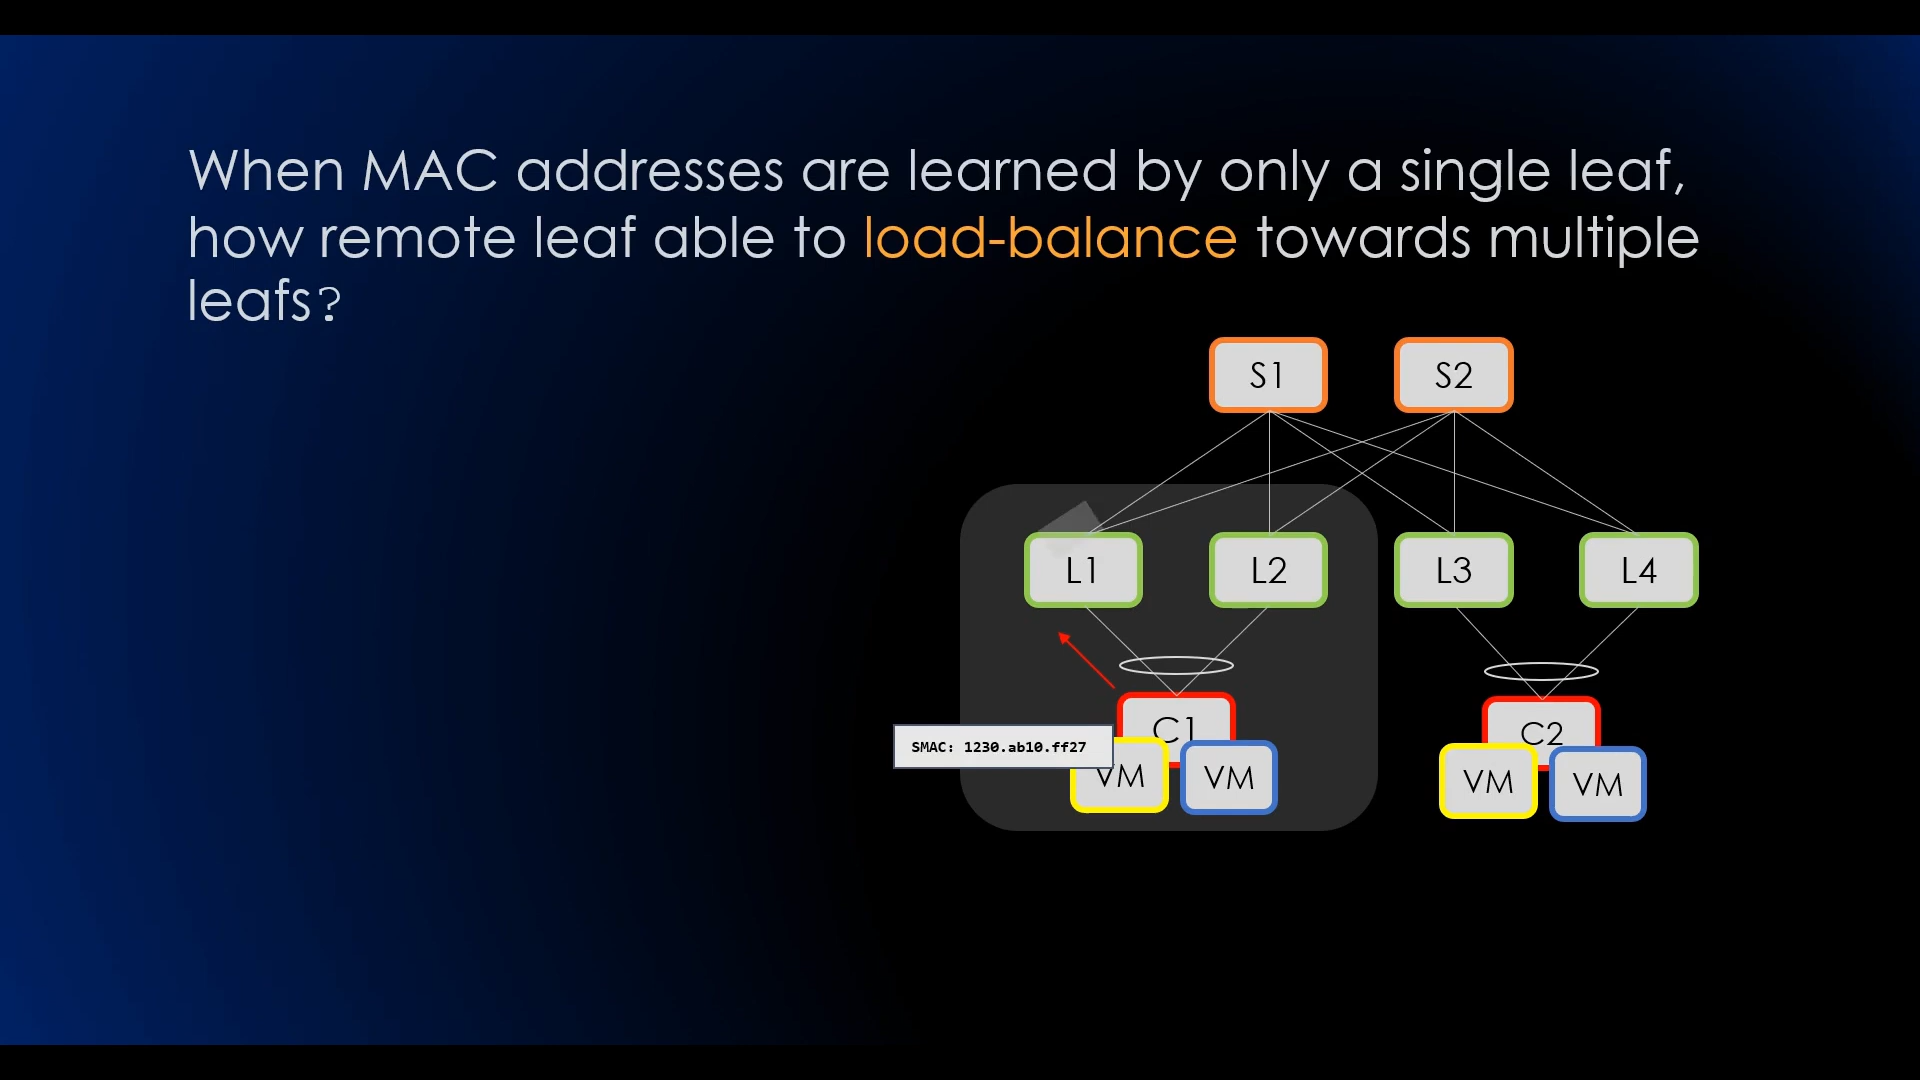 When MAC addresses are learned by only a single leaf,
how remote leaf able to load-balance towards multiple
leafs?
S1
S2
L1
L2
L3
L4
C1
C2
SMAC: 1230.ab10.ff27
VM
VM
VM
VM